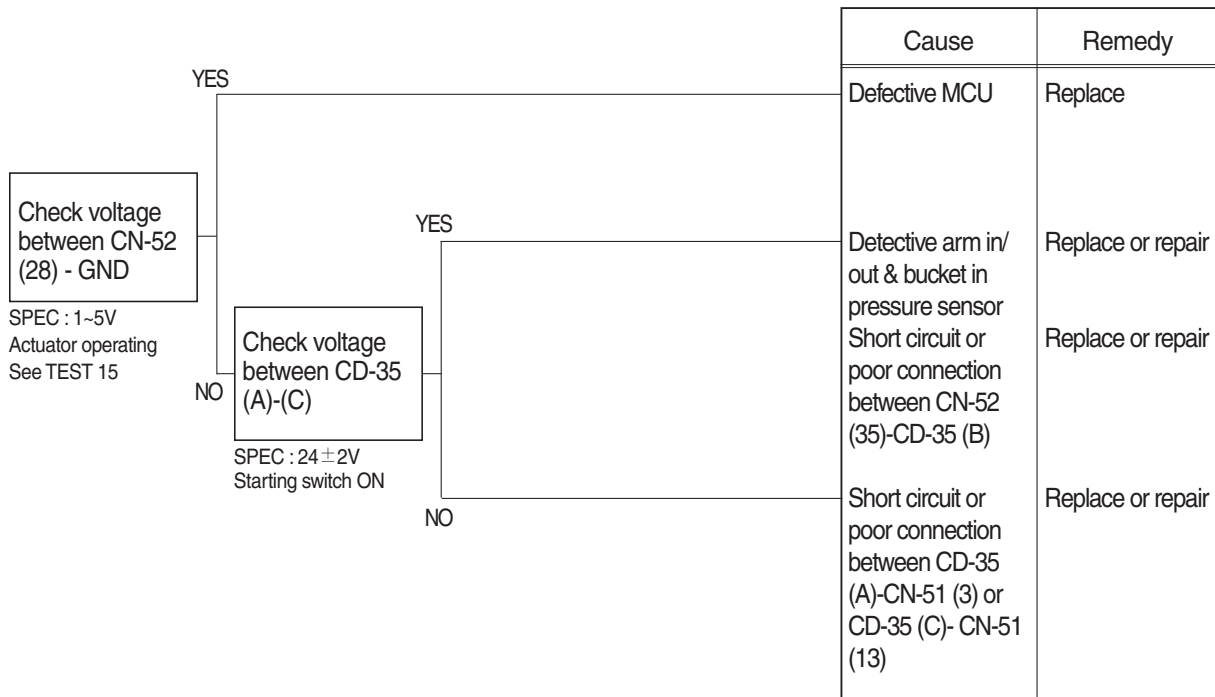 Cause
Remedy
YES
Defective MCU
Replace
Check voltage
between CN-52
(28) - GND
SPEC : 1~5V
Actuator operating
See TEST 15
NO
YES
Check voltage
between CD-35
(A)-(C)
SPEC : 24±2V
Starting switch ON
NO
Detective arm in/
out & bucket in
pressure sensor
Replace or repair
Short circuit or
poor connection
between CN-52
(35)-CD-35 (B)
Replace or repair
Short circuit or
poor connection
between CD-35
(A)-CN-51 (3) or
CD-35 (C)- CN-51
(13)
Replace or repair